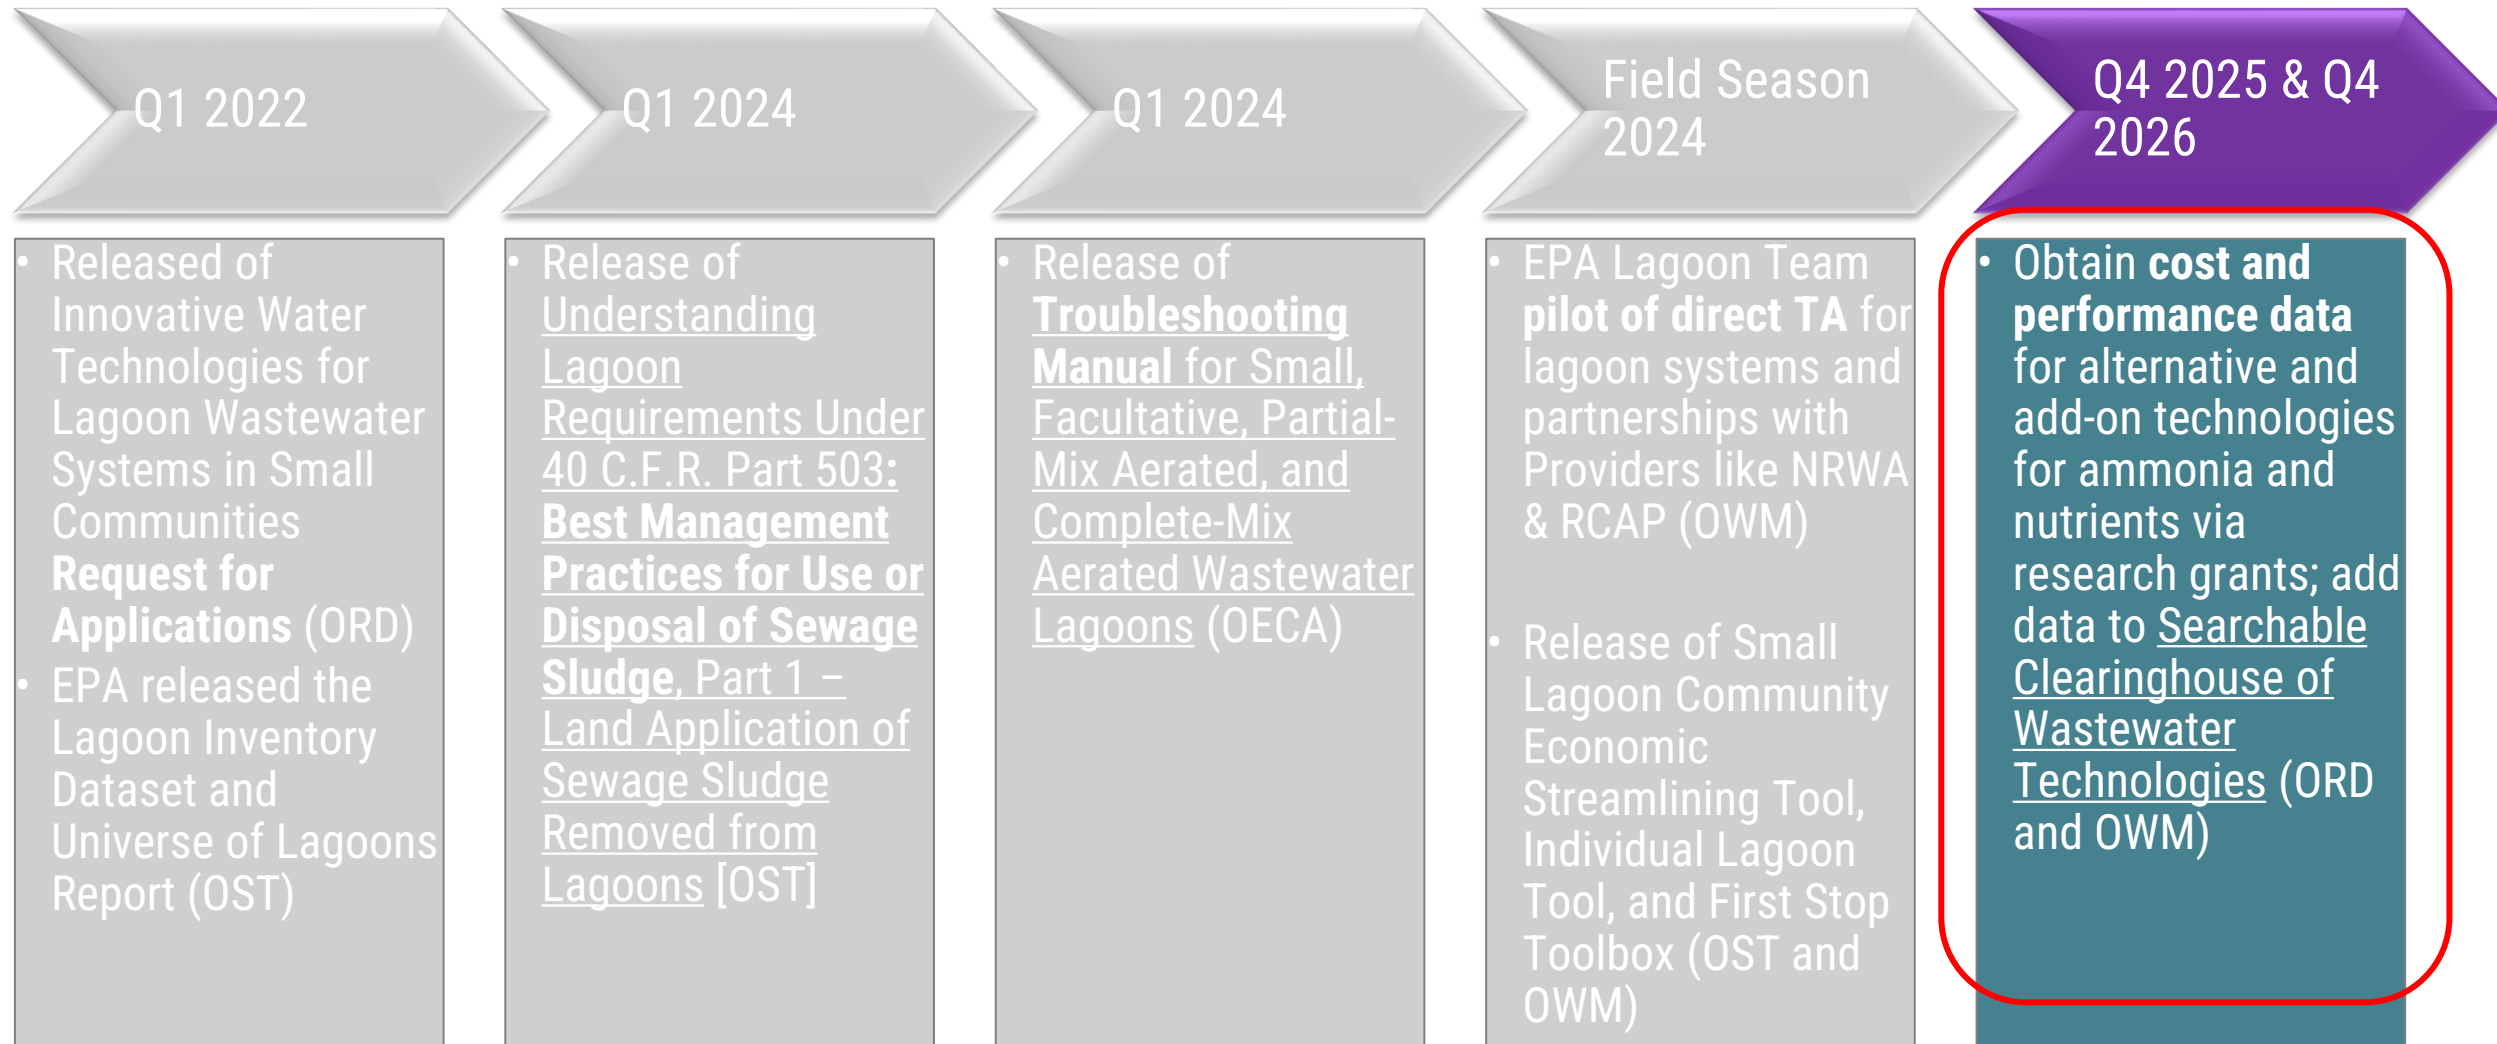 Q1 2022
Q1 2024
Q1 2024
Field Season
2024
Q4 2025 & Q4
2026
• Released of
Innovative Water
Technologies for
Lagoon Wastewater
Systems in Small
Communities
Request for
Applications (ORD)
• EPA released the
Lagoon Inventory
Dataset and
Universe of Lagoons
Report (OST)
• Release of
Understanding
Lagoon
Requirements Under
40 C.F.R. Part 503:
Best Management
Practices for Use or
Disposal of Sewage
Sludge, Part 1 –
Land Application of
Sewage Sludge
Removed from
Lagoons [OST]
• Release of
Troubleshooting
Manual for Small,
Facultative, Partial-
Mix Aerated, and
Complete-Mix
Aerated Wastewater
Lagoons (OECA)
• EPA Lagoon Team
pilot of direct TA for
lagoon systems and
partnerships with
Providers like NRWA
& RCAP (OWM)
• Release of Small
Lagoon Community
Economic
Streamlining Tool,
Individual Lagoon
Tool, and First Stop
Toolbox (OST and
OWM)
• Obtain cost and
performance data
for alternative and
add-on technologies
for ammonia and
nutrients via
research grants; add
data to Searchable
Clearinghouse of
Wastewater
Technologies (ORD
and OWM)